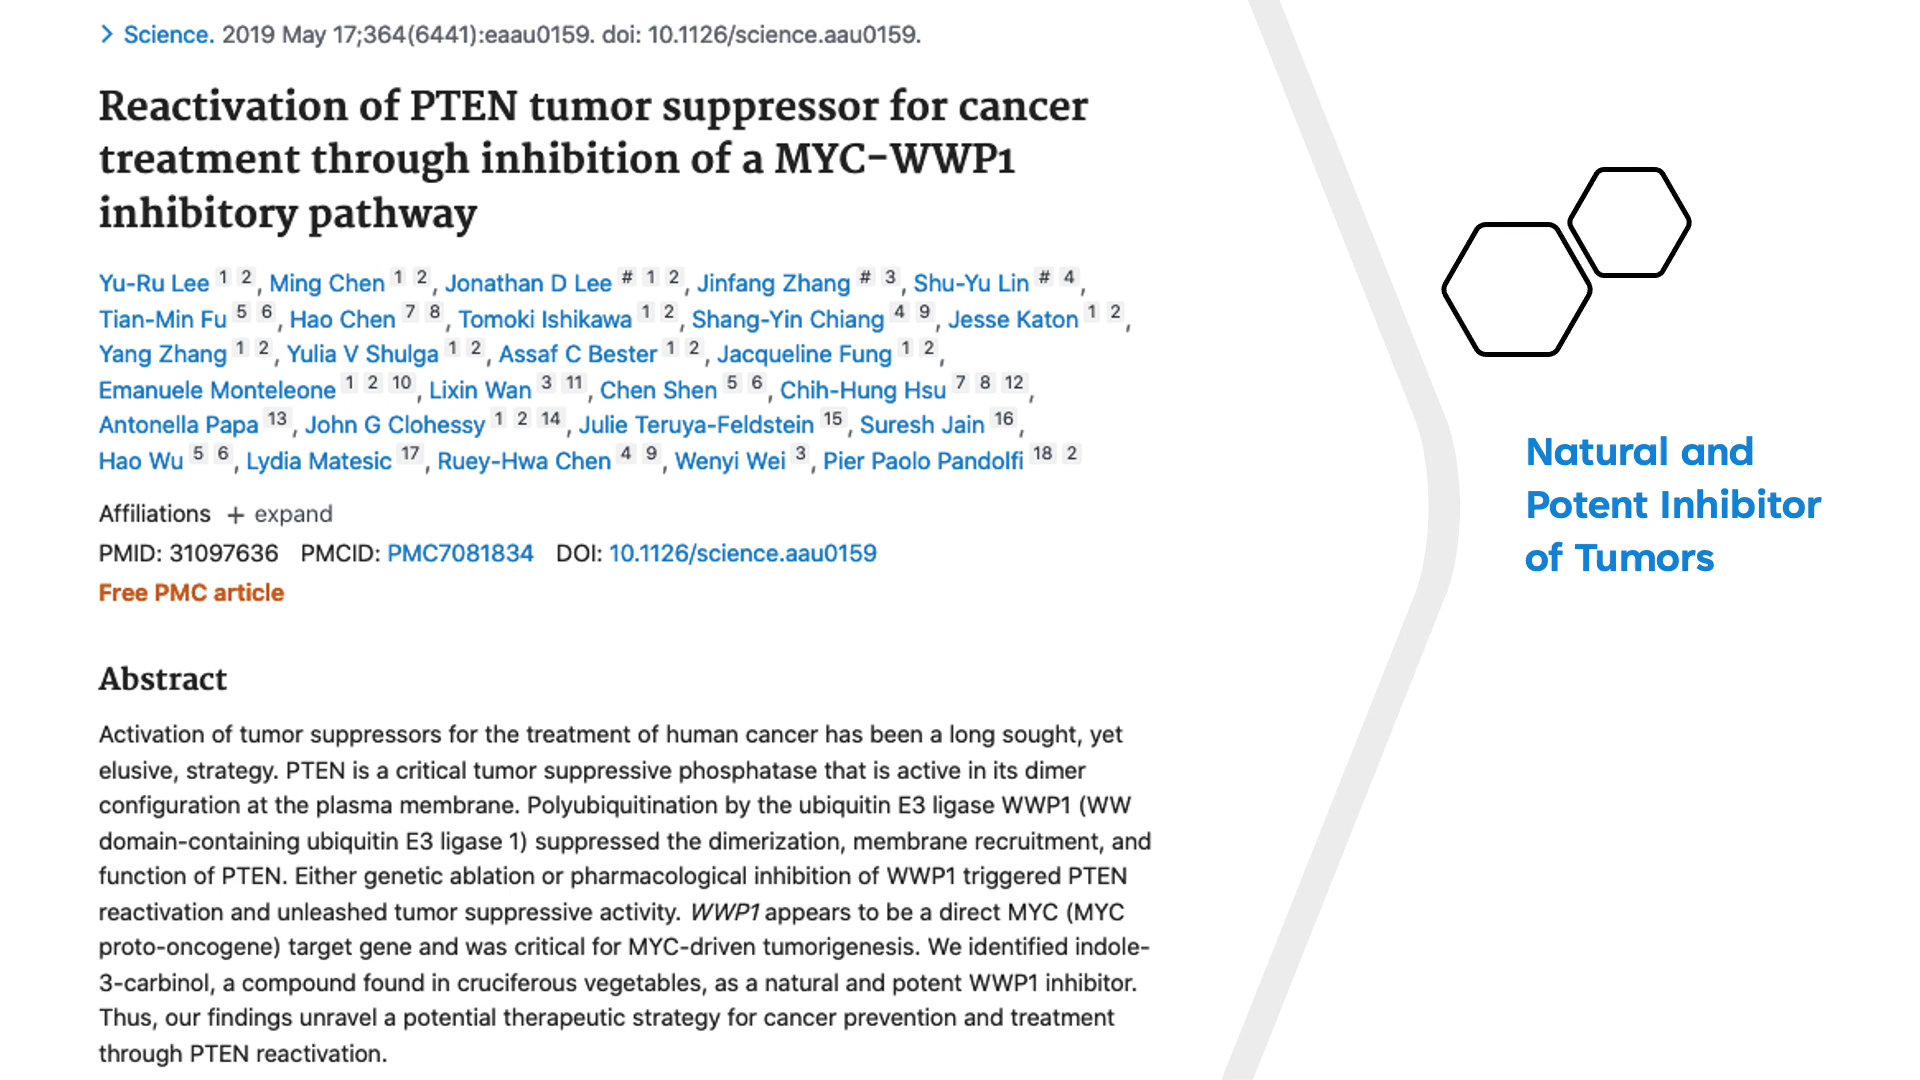 > Science. 2019 May 17;364(6441):eaau0159. doi: 10.1126/science.aau0159.
Reactivation of PTEN tumor suppressor for cancer
treatment through inhibition of a MYC-WWP1
inhibitory pathway
Yu-Ru Lee 1 2, Ming Chen 1 2, Jonathan D Lee # 1 2, Jinfang Zhang # 3, Shu-Yu Lin # 4,
Tian-Min Fu 5 6, Hao Chen 7 8, Tomoki Ishikawa 1 2, Shang-Yin Chiang 4 9, Jesse Katon 1 2,
Yang Zhang 1 2, Yulia V Shulga 1 2, Assaf C Bester 1 2, Jacqueline Fung 1 2,
Emanuele Monteleone 1 2 10, Lixin Wan 3 11, Chen Shen 5 6, Chih-Hung Hsu 7 8 12,
Antonella Papa 13, John G Clohessy 1 2 14, Julie Teruya-Feldstein 15, Suresh Jain 16,
Hao Wu 5 6, Lydia Matesic 17, Ruey-Hwa Chen 4 9, Wenyi Wei 3, Pier Paolo Pandolfi 18 2
Affiliations + expand
PMID: 31097636 PMCID: PMC7081834 DOI: 10.1126/science.aau0159
Free PMC article
Abstract
Activation of tumor suppressors for the treatment of human cancer has been a long sought, yet
elusive, strategy. PTEN is a critical tumor suppressive phosphatase that is active in its dimer
configuration at the plasma membrane. Polyubiquitination by the ubiquitin E3 ligase WWP1 (WW
domain-containing ubiquitin E3 ligase 1) suppressed the dimerization, membrane recruitment, and
function of PTEN. Either genetic ablation or pharmacological inhibition of WWP1 triggered PTEN
reactivation and unleashed tumor suppressive activity. WWP1 appears to be a direct MYC (MYC
proto-oncogene) target gene and was critical for MYC-driven tumorigenesis. We identified indole-
3-carbinol, a compound found in cruciferous vegetables, as a natural and potent WWP1 inhibitor.
Thus, our findings unravel a potential therapeutic strategy for cancer prevention and treatment
through PTEN reactivation.
Natural and
Potent Inhibitor
of Tumors